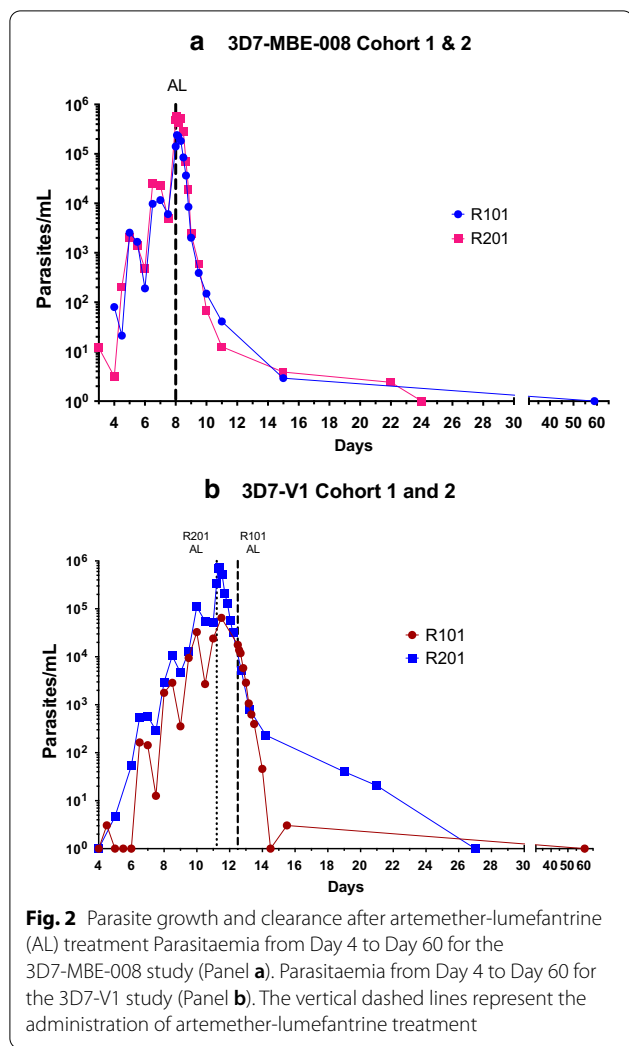 a 3D7-MBE-008 Cohort 1 & 2
AL
10⁶
10⁵
10⁴
10³
10²
10¹
10⁰
Parasites/mL
R101
R201
4 6 8 10 12 14 16 18 20 22 24 26 28 30 40 50 60
Days
b 3D7-V1 Cohort 1 and 2
R201
AL
R101
AL
10⁶
10⁵
10⁴
10³
10²
10¹
10⁰
Parasites/mL
R101
R201
4 6 8 10 12 14 16 18 20 22 24 26 28 30 40 50 60
Days
Fig. 2 Parasite growth and clearance after artemether-lumefantrine
(AL) treatment Parasitaemia from Day 4 to Day 60 for the
3D7-MBE-008 study (Panel a). Parasitaemia from Day 4 to Day 60 for
the 3D7-V1 study (Panel b). The vertical dashed lines represent the
administration of artemether-lumefantrine treatment